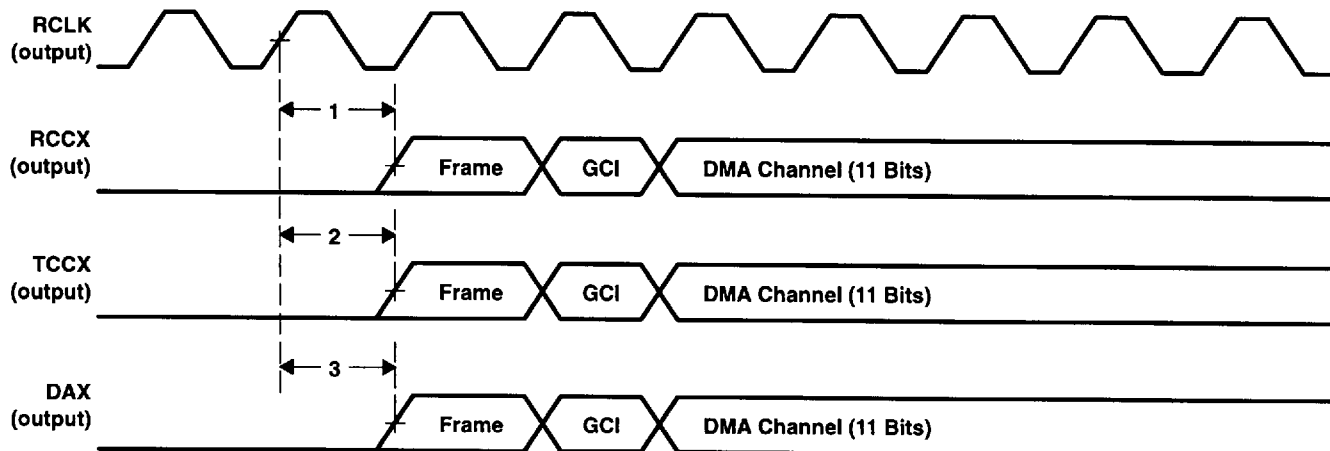 RCLK
(output)
1
RCCX
(output)
Frame GCI DMA Channel (11 Bits)
2
TCCX
(output)
Frame GCI DMA Channel (11 Bits)
3
DAX
(output)
Frame GCI DMA Channel (11 Bits)